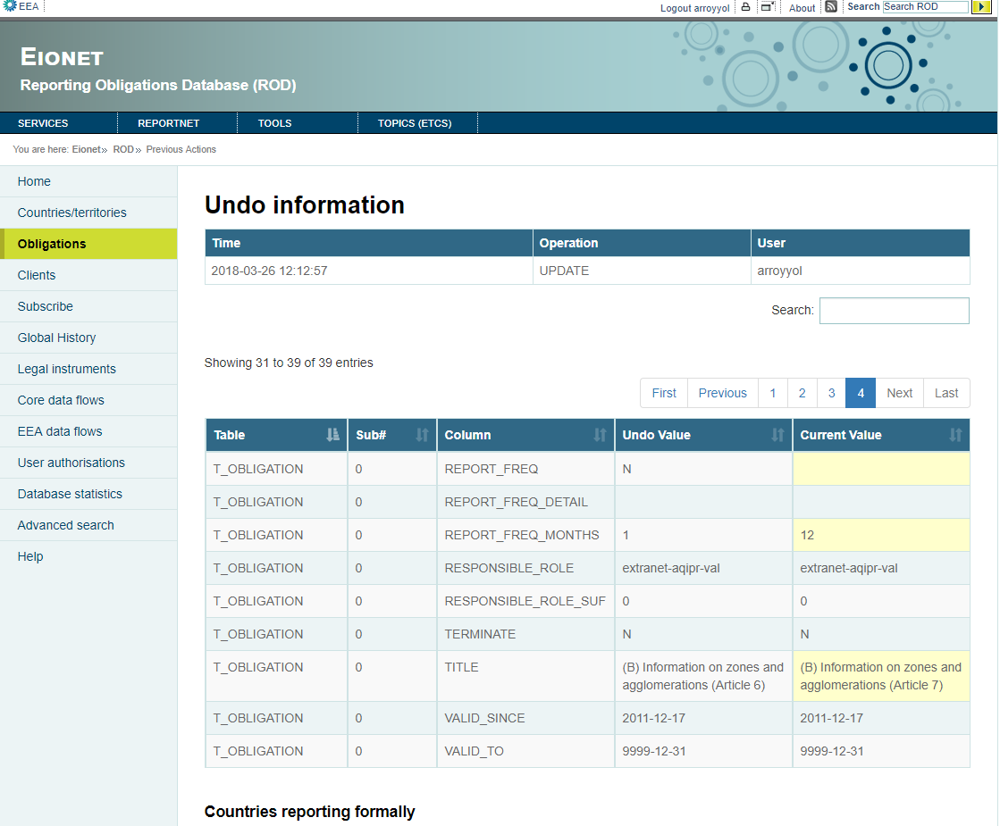 EEA
Logout arroyyol About Search Search ROD
EIONET
Reporting Obligations Database (ROD)
SERVICES REPORTNET TOOLS TOPICS (ETCS)
You are here: Eionet» ROD» Previous Actions
Home
Countries/territories
Obligations
Clients
Subscribe
Global History
Legal instruments
Core data flows
EEA data flows
User authorisations
Database statistics
Advanced search
Help
Undo information
Time Operation User
2018-03-26 12:12:57 UPDATE arroyyol
Search:
Showing 31 to 39 of 39 entries
First Previous 1 2 3 4 Next Last
Table Sub# Column Undo Value Current Value
T_OBLIGATION 0 REPORT_FREQ N
T_OBLIGATION 0 REPORT_FREQ_DETAIL
T_OBLIGATION 0 REPORT_FREQ_MONTHS 1 12
T_OBLIGATION 0 RESPONSIBLE_ROLE extranet-aqipr-val extranet-aqipr-val
T_OBLIGATION 0 RESPONSIBLE_ROLE_SUF 0 0
T_OBLIGATION 0 TERMINATE N N
T_OBLIGATION 0 TITLE (B) Information on zones and (B) Information on zones and
agglomerations (Article 6) agglomerations (Article 7)
T_OBLIGATION 0 VALID_SINCE 2011-12-17 2011-12-17
T_OBLIGATION 0 VALID_TO 9999-12-31 9999-12-31
Countries reporting formally